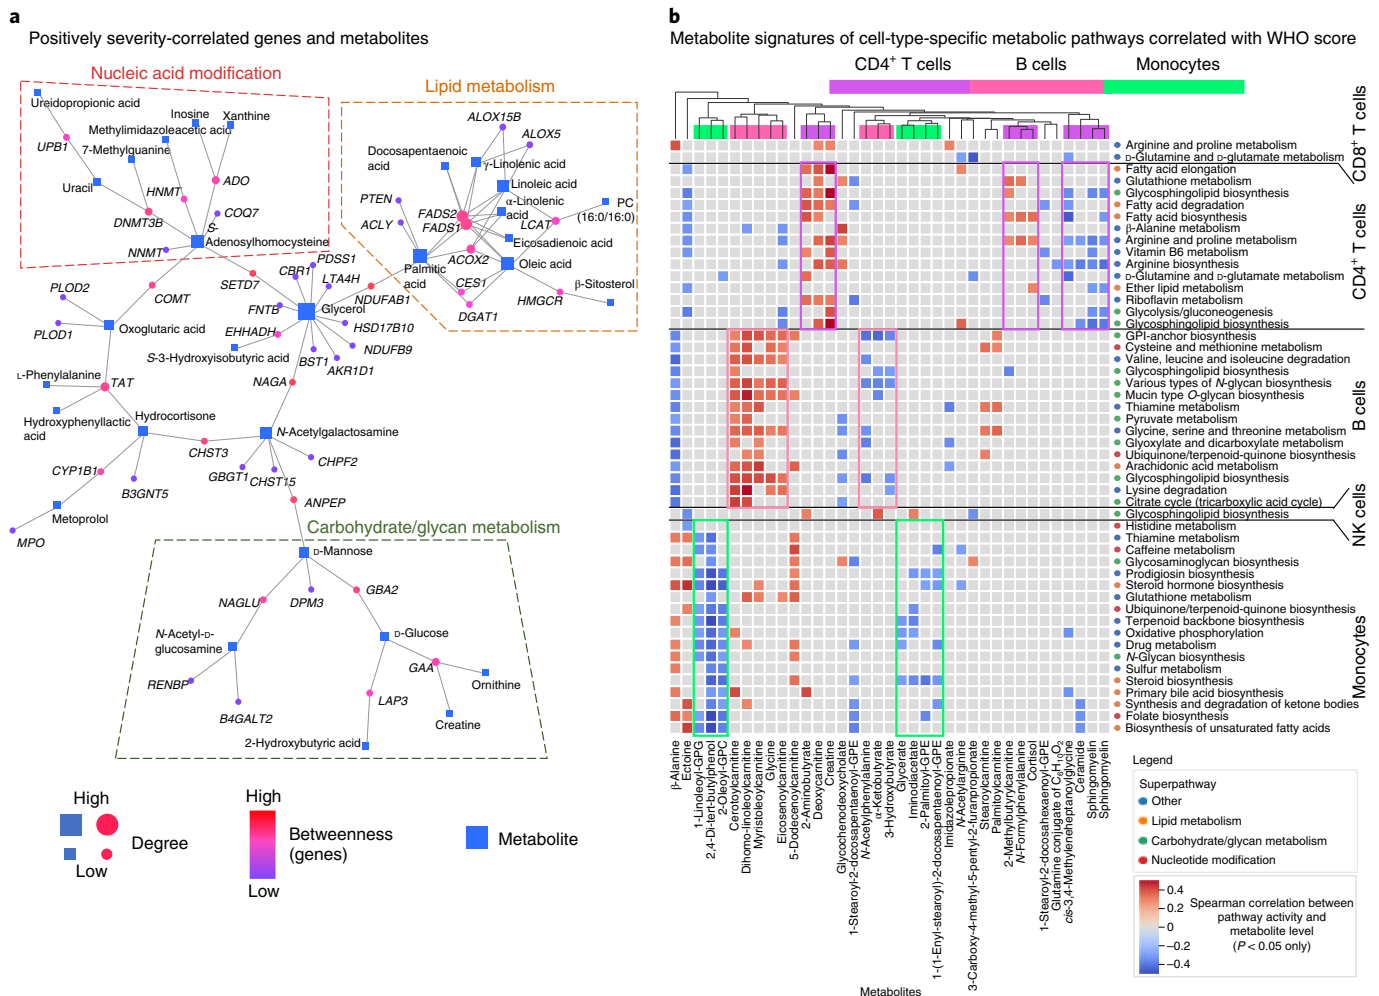 a
Positively severity-correlated genes and metabolites
Nucleic acid modification
Ureidopropionic acid
Inosine
Xanthine
Methylimidazoleacetic acid
UPB1
7-Methylguanine
Uracil
HNMT
ADO
DNMT3B
COQ7
S-
Adenosylhomocysteine
NNMT
Lipid metabolism
ALOX15B
ALOX5
Docosapentaenoic
acid
γ-Linolenic acid
Linoleic acid
PTEN
α-Linolenic
acid
PC
(16:0/16:0)
FADS2
FADS1
LCAT
ACLY
Eicosadienoic acid
ACOX2
Palmitic
acid
Oleic acid
CES1
β-Sitosterol
HMGCR
DGAT1
PDSS1
CBR1
LTA4H
SETD7
NDUFAB1
COMT
PLOD2
FNTB
Glycerol
PLOD1
Oxoglutaric acid
EHHADH
HSD17B10
S-3-Hydroxyisobutyric acid
NDUFB9
BST1
AKR1D1
L-Phenylalanine
TAT
NAGA
Hydroxyphenyllactic
acid
Hydrocortisone
N-Acetylgalactosamine
CHST3
CHPF2
CYP1B1
GBGT1
CHST15
B3GNT5
ANPEP
Metoprolol
MPO
Carbohydrate/glycan metabolism
D-Mannose
NAGLU
DPM3
GBA2
N-Acetyl-D-
glucosamine
D-Glucose
GAA
RENBP
Ornithine
LAP3
B4GALT2
Creatine
2-Hydroxybutyric acid
High
Low
Degree
High
Low
Betweenness
(genes)
Metabolite
b
Metabolite signatures of cell-type-specific metabolic pathways correlated with WHO score
CD4+ T cells
B cells
Monocytes
Arginine and proline metabolism
D-Glutamine and D-glutamate metabolism
Fatty acid elongation
Glutathione metabolism
Glycosphingolipid biosynthesis
Fatty acid degradation
Fatty acid biosynthesis
β-Alanine metabolism
Arginine and proline metabolism
Vitamin B6 metabolism
Arginine biosynthesis
D-Glutamine and D-glutamate metabolism
Ether lipid metabolism
Riboflavin metabolism
Glycolysis/gluconeogenesis
Glycosphingolipid biosynthesis
GPI-anchor biosynthesis
Cysteine and methionine metabolism
Valine, leucine and isoleucine degradation
Glycosphingolipid biosynthesis
Various types of N-glycan biosynthesis
Mucin type O-glycan biosynthesis
Thiamine metabolism
Pyruvate metabolism
Glycine, serine and threonine metabolism
Glyoxylate and dicarboxylate metabolism
Ubiquinone/terpenoid-quinone biosynthesis
Arachidonic acid metabolism
Glycosphingolipid biosynthesis
Lysine degradation
Citrate cycle (tricarboxylic acid cycle)
Glycosphingolipid biosynthesis
Histidine metabolism
Thiamine metabolism
Caffeine metabolism
Glycosaminoglycan biosynthesis
Prodigiosin biosynthesis
Steroid hormone biosynthesis
Glutathione metabolism
Ubiquinone/terpenoid-quinone biosynthesis
Terpenoid backbone biosynthesis
Oxidative phosphorylation
Drug metabolism
N-Glycan biosynthesis
Sulfur metabolism
Steroid biosynthesis
Primary bile acid biosynthesis
Synthesis and degradation of ketone bodies
Folate biosynthesis
Biosynthesis of unsaturated fatty acids
CD8+ T cells
CD4+ T cells
B cells
NK cells
Monocytes
β-Alanine
Ectoine
1-Linoleoyl-GPG
2,4-Di-tert-butylphenol
2-Oleoyl-GPC
Cerotoylcarnitine
Dihomo-linoleoylcarnitine
Myristoleoylcarnitine
Glycine
Eicosenoylcarnitine
5-Dodecenoylcarnitine
2-Aminobutyrate
Deoxycarnitine
Creatine
Glycochenodeoxycholate
1-Stearoyl-2-docosapentaenoyl-GPE
N-Acetylphenylalanine
α-Ketobutyrate
3-Hydroxybutyrate
Glycerate
Iminodiacetate
2-Palmitoyl-GPE
1-(1-Enyl-stearoyl)-2-docosapentaenoyl-GPE
Imidazolepropionate
N-Acetylarginine
3-Carboxy-4-methyl-5-pentyl-2-furanpropionate
Stearoylcarnitine
Palmitoylcarnitine
2-Methylbutyrylcarnitine
N-Formylphenylalanine
Cortisol
1-Stearoyl-2-docosahexaenoyl-GPE
Glutamine conjugate of C6H10O2
cis-3,4-Methyleneheptanoylglycine
Ceramide
Sphingomyelin
Sphingomyelin
Metabolites
Legend
Superpathway
Other
Lipid metabolism
Carbohydrate/glycan metabolism
Nucleotide modification
0.4
0.2
0
−0.2
−0.4
Spearman correlation between
pathway activity and
metabolite level
(P < 0.05 only)